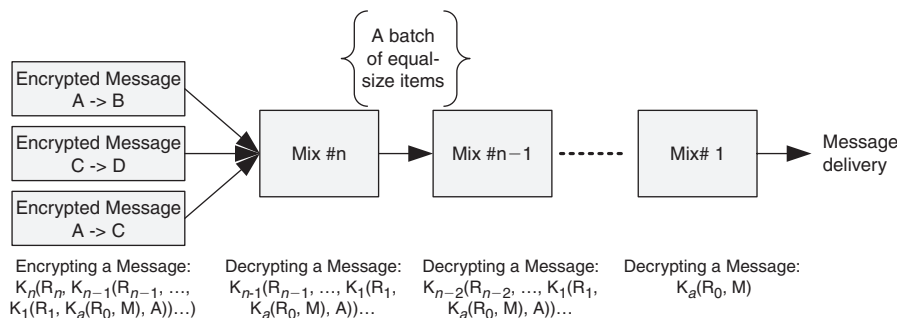 A batch
of equal-
size items
Encrypted Message
A -> B
Encrypted Message
C -> D
Encrypted Message
A -> C
Mix #n
Mix #n−1
Mix# 1
Message
delivery
Encrypting a Message:
Kn(Rn, Kn−1(Rn−1, ...,
K1(R1, Ka(R0, M), A))...)
Decrypting a Message:
Kn-1(Rn−1, ..., K1(R1,
Ka(R0, M), A))...
Decrypting a Message:
Kn−2(Rn−2, ..., K1(R1,
Ka(R0, M), A))...
Decrypting a Message:
Ka(R0, M)